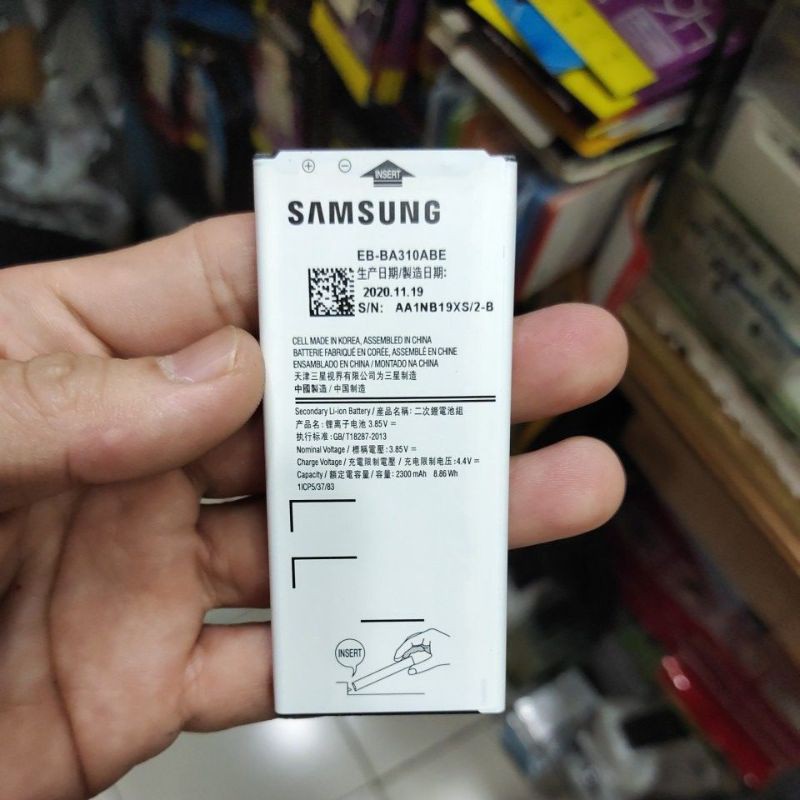 INSERT
SAMSUNG
EB-BA310ABE
生产日期/製造日期:
2020.11.19
S/N: AA1NB19XS/2-B
CELL MADE IN KOREA, ASSEMBLED IN CHINA
BATTERIE FABRIQUÉ EN CORÉE, ASSEMBLÉ EN CHINE
ENSAMBLADO EN CHINA / MONTADO NA CHINA
天津三星视界有限公司为三星制造
中國製造 / 中国制造
Secondary Li-ion Battery / 產品名稱: 二次鋰電池組
产品名: 锂离子电池 3.85V =
执行标准: GB/T18287-2013
Nominal Voltage / 標稱電壓: 3.85V =
Charge Voltage / 充電限制電壓 / 充电限制电压: 4.4V =
Capacity / 額定電容量 / 容量: 2300 mAh 8.86 Wh
1ICP5/37/83
INSERT